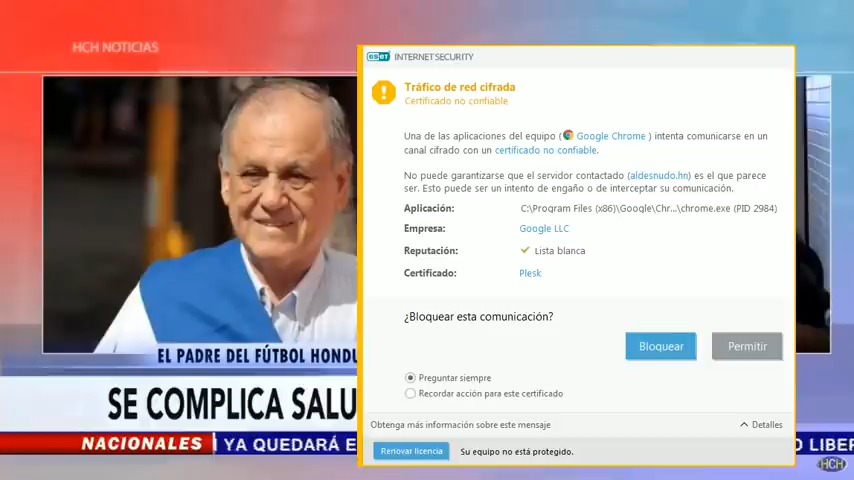 HCH NOTICIAS
eset INTERNET SECURITY
Tráfico de red cifrada
Certificado no confiable
Una de las aplicaciones del equipo ( Google Chrome ) intenta comunicarse en un
canal cifrado con un certificado no confiable.
No puede garantizarse que el servidor contactado (aldesnudo.hn) es el que parece
ser. Esto puede ser un intento de engaño o de interceptar su comunicación.
Aplicación: C:\Program Files (x86)\Google\Chr...\chrome.exe (PID 2984)
Empresa: Google LLC
Reputación: Lista blanca
Certificado: Plesk
¿Bloquear esta comunicación?
Bloquear Permitir
Preguntar siempre
Recordar acción para este certificado
Obtenga más información sobre este mensaje Detalles
Renovar licencia Su equipo no está protegido.
EL PADRE DEL FÚTBOL HONDU
SE COMPLICA SALU
NACIONALES YA QUEDARÁ E O LIBER
HCH